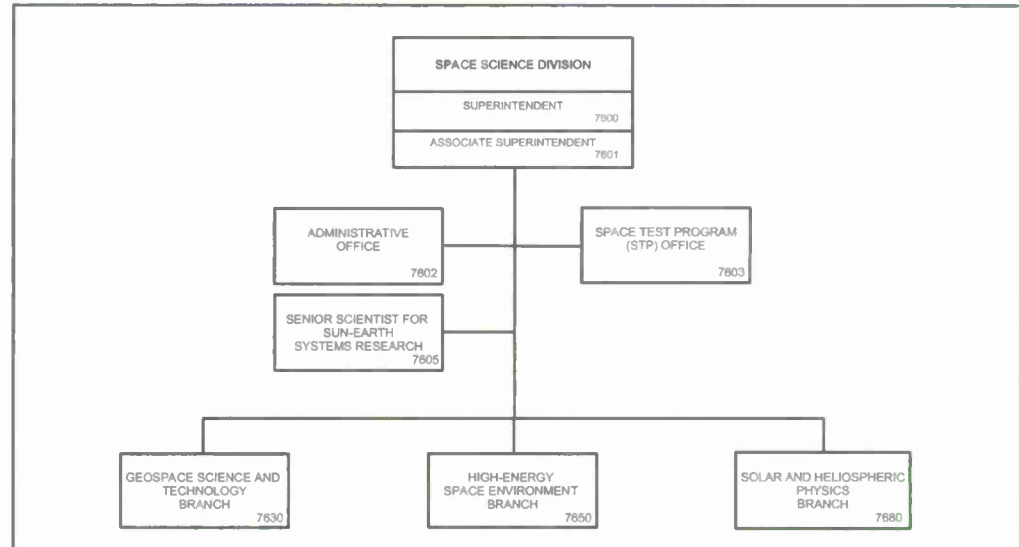 SPACE SCIENCE DIVISION
SUPERINTENDENT
7600
ASSOCIATE SUPERINTENDENT
7601
ADMINISTRATIVE
OFFICE
7602
SPACE TEST PROGRAM
(STP) OFFICE
7603
SENIOR SCIENTIST FOR
SUN-EARTH
SYSTEMS RESEARCH
7605
GEOSPACE SCIENCE AND
TECHNOLOGY
BRANCH
7630
HIGH-ENERGY
SPACE ENVIRONMENT
BRANCH
7650
SOLAR AND HELIOSPHERIC
PHYSICS
BRANCH
7680